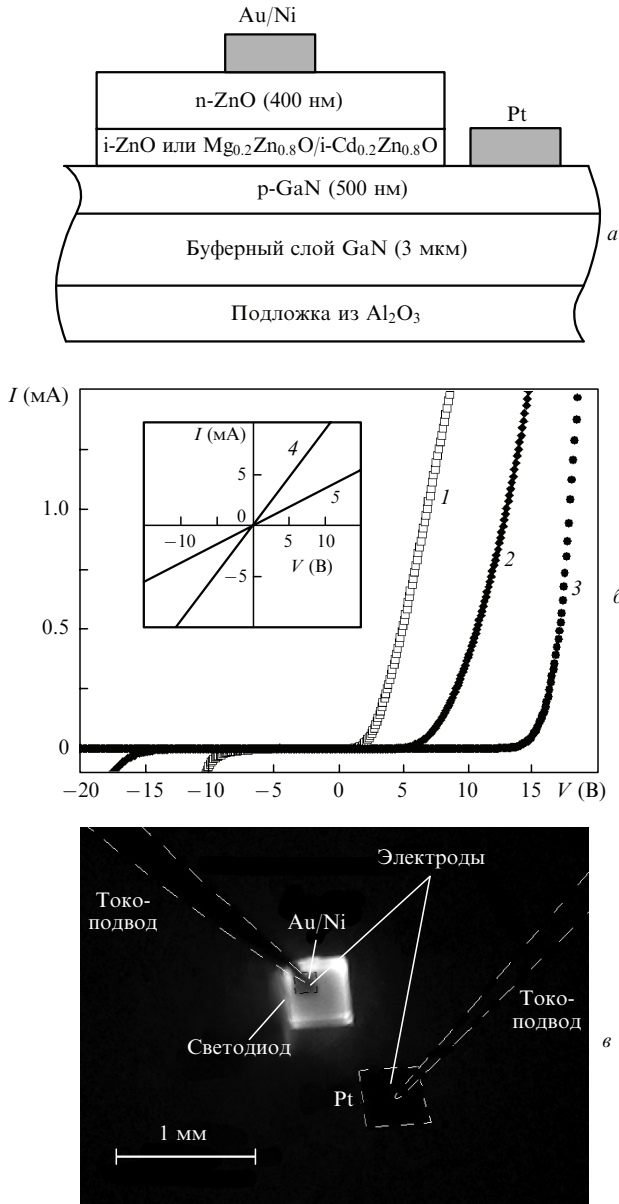 Au/Ni
n-ZnO (400 нм)
Pt
i-ZnO или Mg0.2Zn0.8O/i-Cd0.2Zn0.8O
p-GaN (500 нм)
Буферный слой GaN (3 мкм)
а
Подложка из Al2O3
I (мА)
1.0
0.5
0
−20
−15
−10
−5
0
5
10
15
V (В)
1
2
3
б
I (мА)
4
5
5
0
−10
5
10
−5
V (В)
Электроды
Токо-
подвод
Au/Ni
Светодиод
Токо-
подвод
в
Pt
1 мм